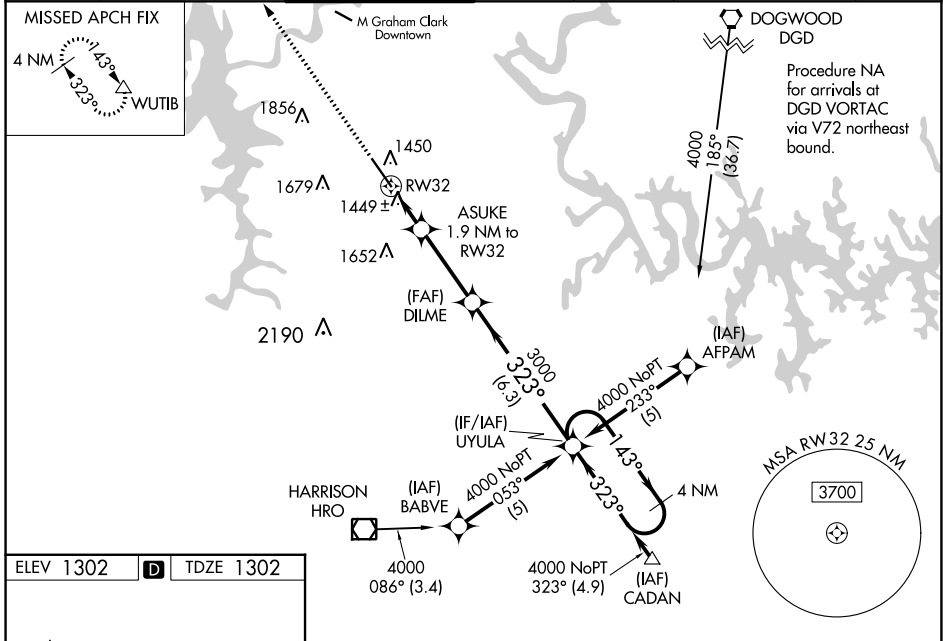 MISSED APCH FIX
4 NM
143°
323°
WUTIB
M Graham Clark
Downtown
DOGWOOD
DGD
Procedure NA
for arrivals at
DGD VORTAC
via V72 northeast
bound.
4000
185°
(36.7)
1856
1450
1679
RW32
1449 ±
ASUKE
1.9 NM to
RW32
1652
(FAF)
DILME
2190
(IAF)
AFPAM
3000
323°
(6.3)
4000 NoPT
233°
(5)
(IF/IAF)
UYULA
143°
323°
4 NM
MSA RW32 25 NM
3700
HARRISON
HRO
(IAF)
BABVE
4000 NoPT
053°
(5)
4000
086° (3.4)
4000 NoPT
323° (4.9)
(IAF)
CADAN
ELEV 1302 D TDZE 1302